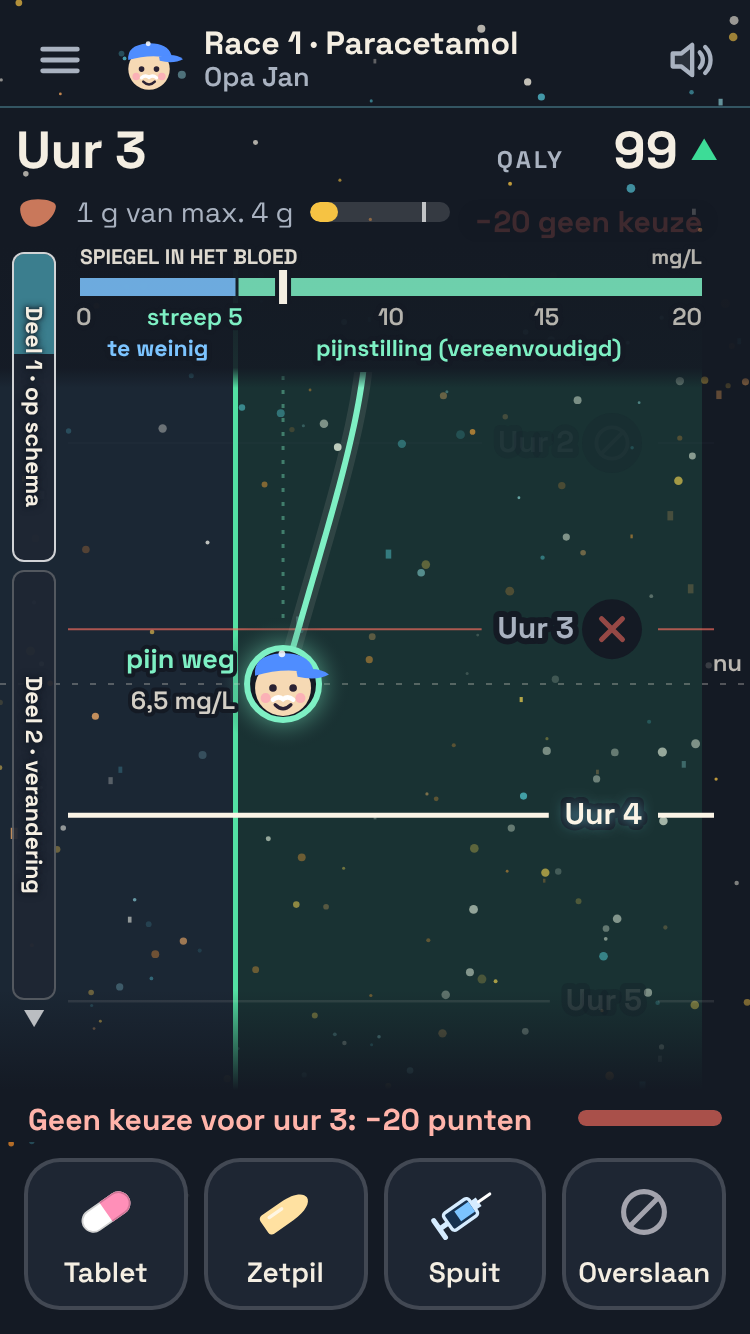 Race 1 · Paracetamol
Opa Jan
Uur 3
QALY 99
1 g van max. 4 g
−20 geen keuze
SPIEGEL IN HET BLOED mg/L
0 streep 5 10 15 20
te weinig pijnstilling (vereenvoudigd)
Deel 1 · op schema
Uur 2
Uur 3
pijn weg
nu
6,5 mg/L
Deel 2 · verandering
Uur 4
Uur 5
Geen keuze voor uur 3: −20 punten
Tablet Zetpil Spuit Overslaan